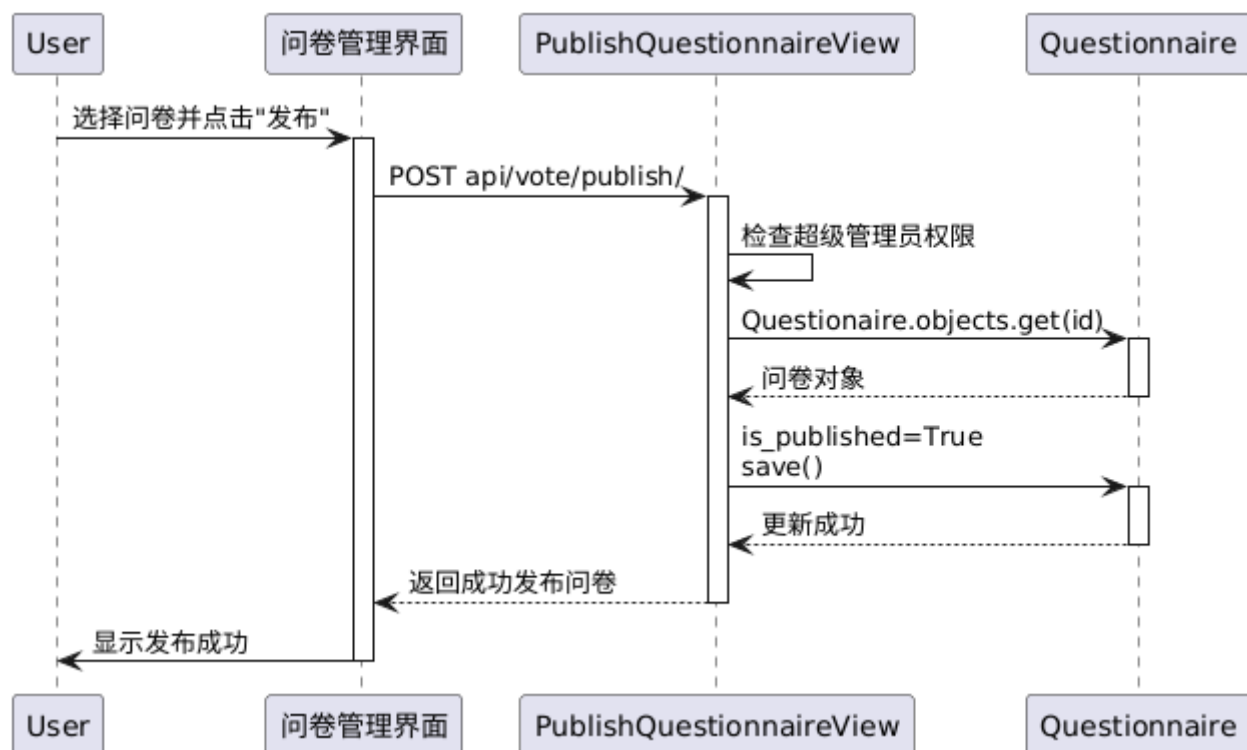 User
问卷管理界面
PublishQuestionnaireView
Questionnaire
选择问卷并点击"发布"
POST api/vote/publish/
检查超级管理员权限
Questionaire.objects.get(id)
问卷对象
is_published=True
save()
更新成功
返回成功发布问卷
显示发布成功
User
问卷管理界面
PublishQuestionnaireView
Questionnaire